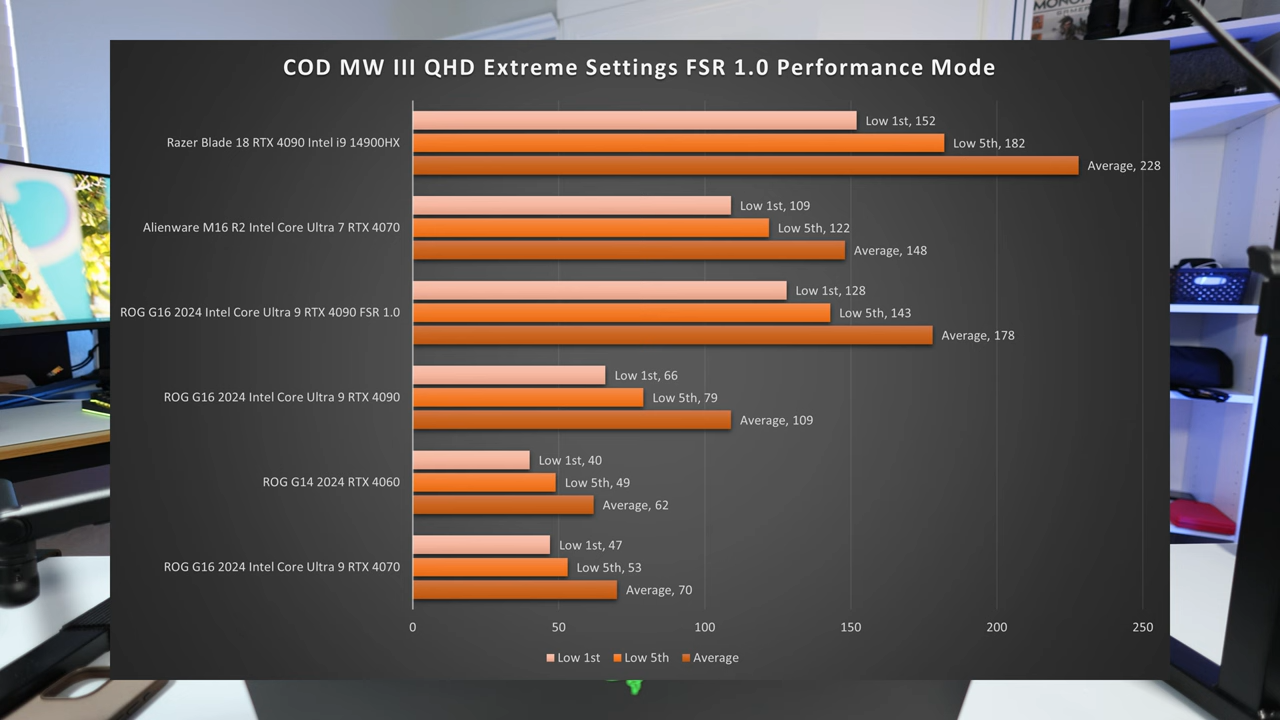 COD MW III QHD Extreme Settings FSR 1.0 Performance Mode
Razer Blade 18 RTX 4090 Intel i9 14900HX
Low 1st, 152
Low 5th, 182
Average, 228
Alienware M16 R2 Intel Core Ultra 7 RTX 4070
Low 1st, 109
Low 5th, 122
Average, 148
ROG G16 2024 Intel Core Ultra 9 RTX 4090 FSR 1.0
Low 1st, 128
Low 5th, 143
Average, 178
ROG G16 2024 Intel Core Ultra 9 RTX 4090
Low 1st, 66
Low 5th, 79
Average, 109
ROG G14 2024 RTX 4060
Low 1st, 40
Low 5th, 49
Average, 62
ROG G16 2024 Intel Core Ultra 9 RTX 4070
Low 1st, 47
Low 5th, 53
Average, 70
0 50 100 150 200 250
Low 1st Low 5th Average